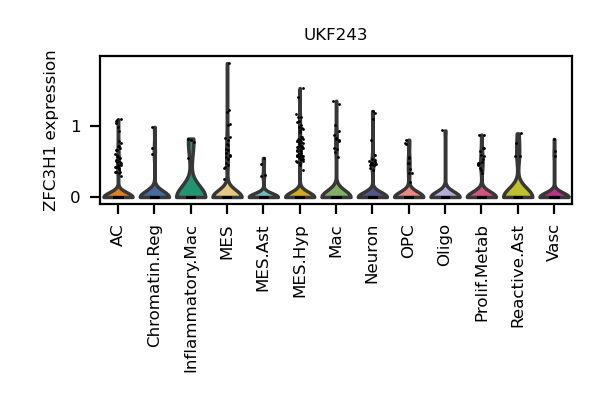 UKF243
ZFC3H1 expression
1
0
AC
Chromatin.Reg
Inflammatory.Mac
MES
MES.Ast
MES.Hyp
Mac
Neuron
OPC
Oligo
Prolif.Metab
Reactive.Ast
Vasc